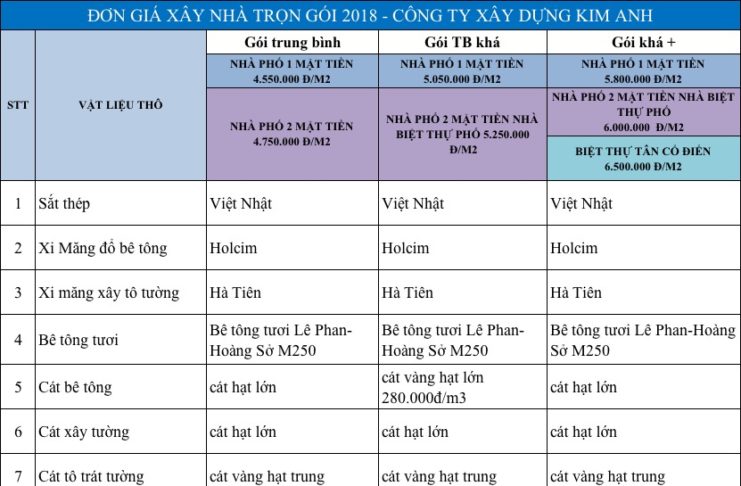 ĐƠN GIÁ XÂY NHÀ TRỌN GÓI 2018 - CÔNG TY XÂY DỰNG KIM ANH
STT
VẬT LIỆU THÔ
Gói trung bình
Gói TB khá
Gói khá +
NHÀ PHỐ 1 MẶT TIỀN
4.550.000 Đ/M2
NHÀ PHỐ 1 MẶT TIỀN
5.050.000 Đ/M2
NHÀ PHỐ 1 MẶT TIỀN
5.800.000 Đ/M2
NHÀ PHỐ 2 MẶT TIỀN
4.750.000 Đ/M2
NHÀ PHỐ 2 MẶT TIỀN NHÀ
BIỆT THỰ PHỐ 5.250.000
Đ/M2
NHÀ PHỐ 2 MẶT TIỀN NHÀ BIỆT
THỰ PHỐ
6.000.000 Đ/M2
BIỆT THỰ TÂN CỔ ĐIỂN
6.500.000 Đ/M2
1 Sắt thép Việt Nhật Việt Nhật Việt Nhật
2 Xi Măng đổ bê tông Holcim Holcim Holcim
3 Xi măng xây tô tường Hà Tiên Hà Tiên Hà Tiên
4 Bê tông tươi
Bê tông tươi Lê Phan-
Hoàng Sở M250
Bê tông tươi Lê Phan-
Hoàng Sở M250
Bê tông tươi Lê Phan-Hoàng
Sở M250
5 Cát bê tông cát hạt lớn
cát vàng hạt lớn
280.000đ/m3
cát hạt lớn
6 Cát xây tường cát hạt lớn cát hạt lớn cát hạt lớn
7 Cát tô trát tường cát vàng hạt trung cát vàng hạt trung cát vàng hạt trung